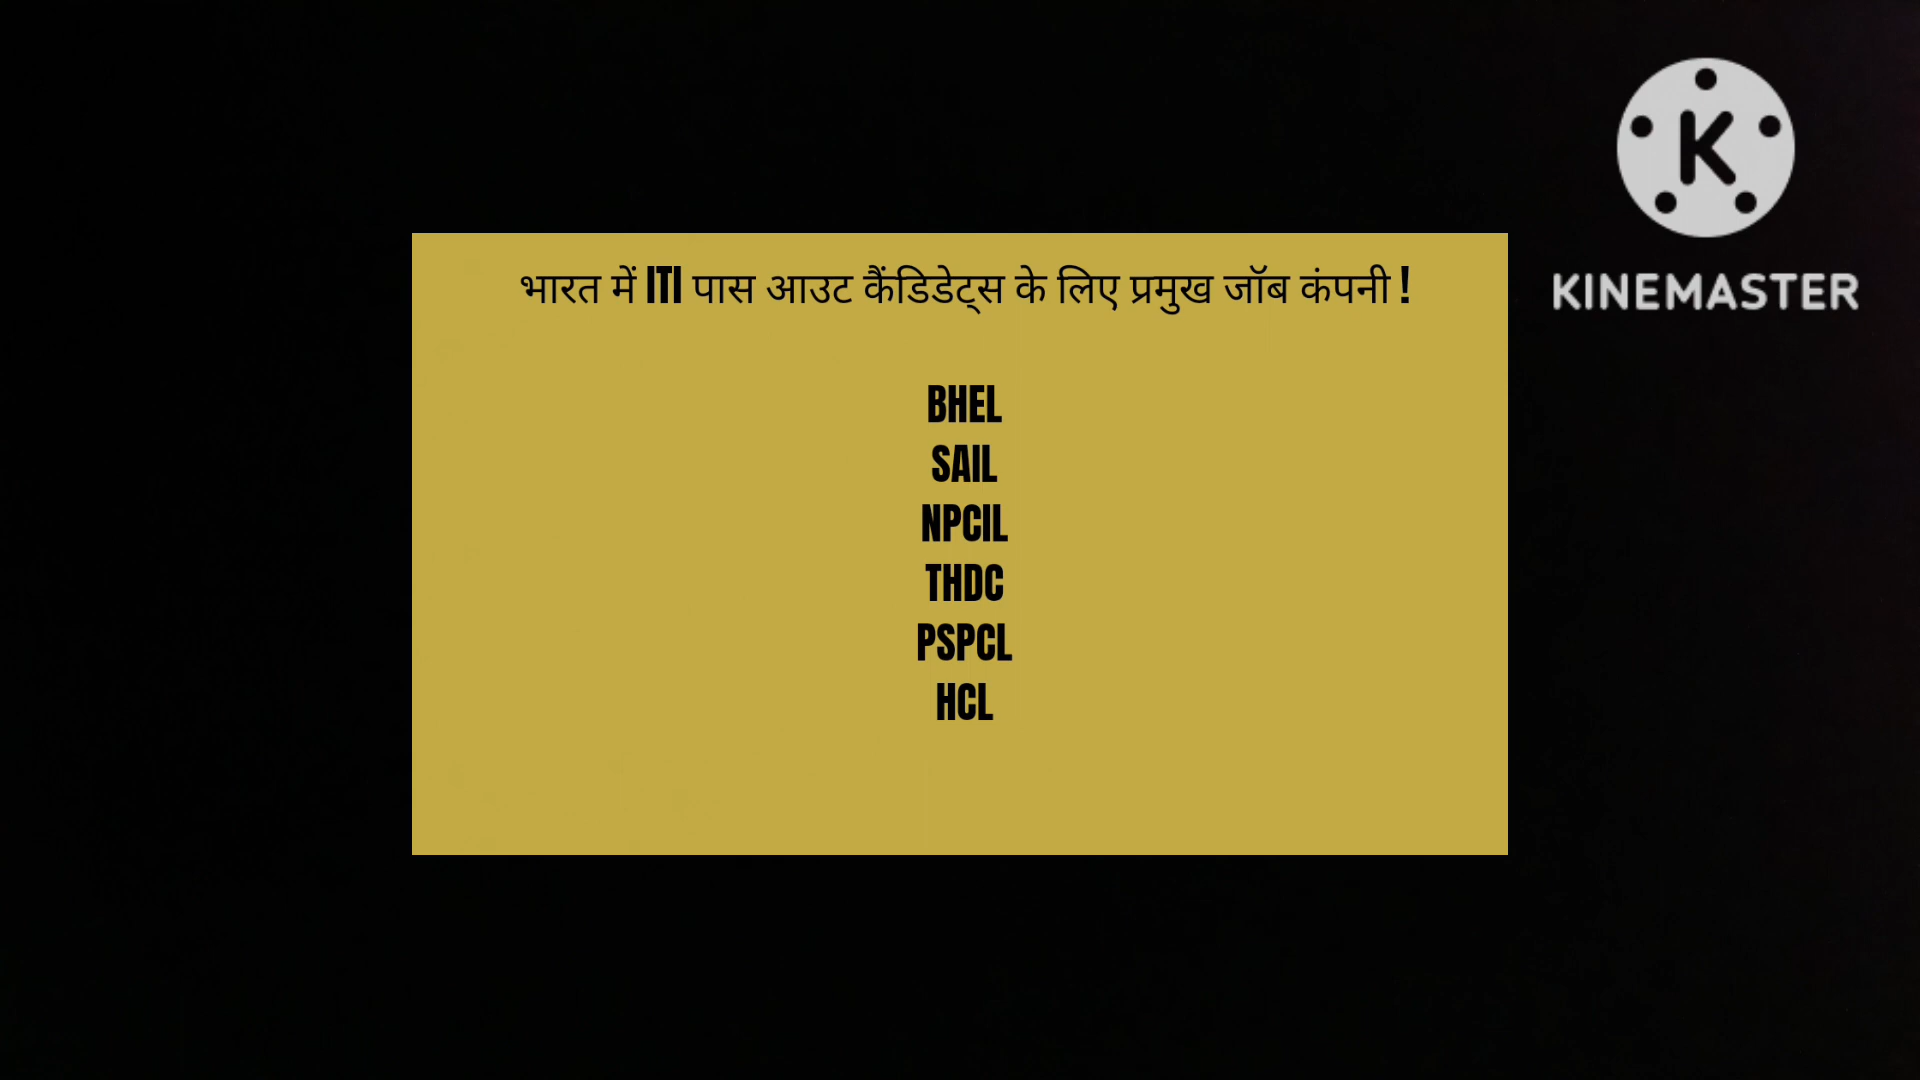 भारत में ITI पास आउट कैंडिडेट्स के लिए प्रमुख जॉब कंपनी !
BHEL
SAIL
NPCIL
THDC
PSPCL
HCL
K
KINEMASTER